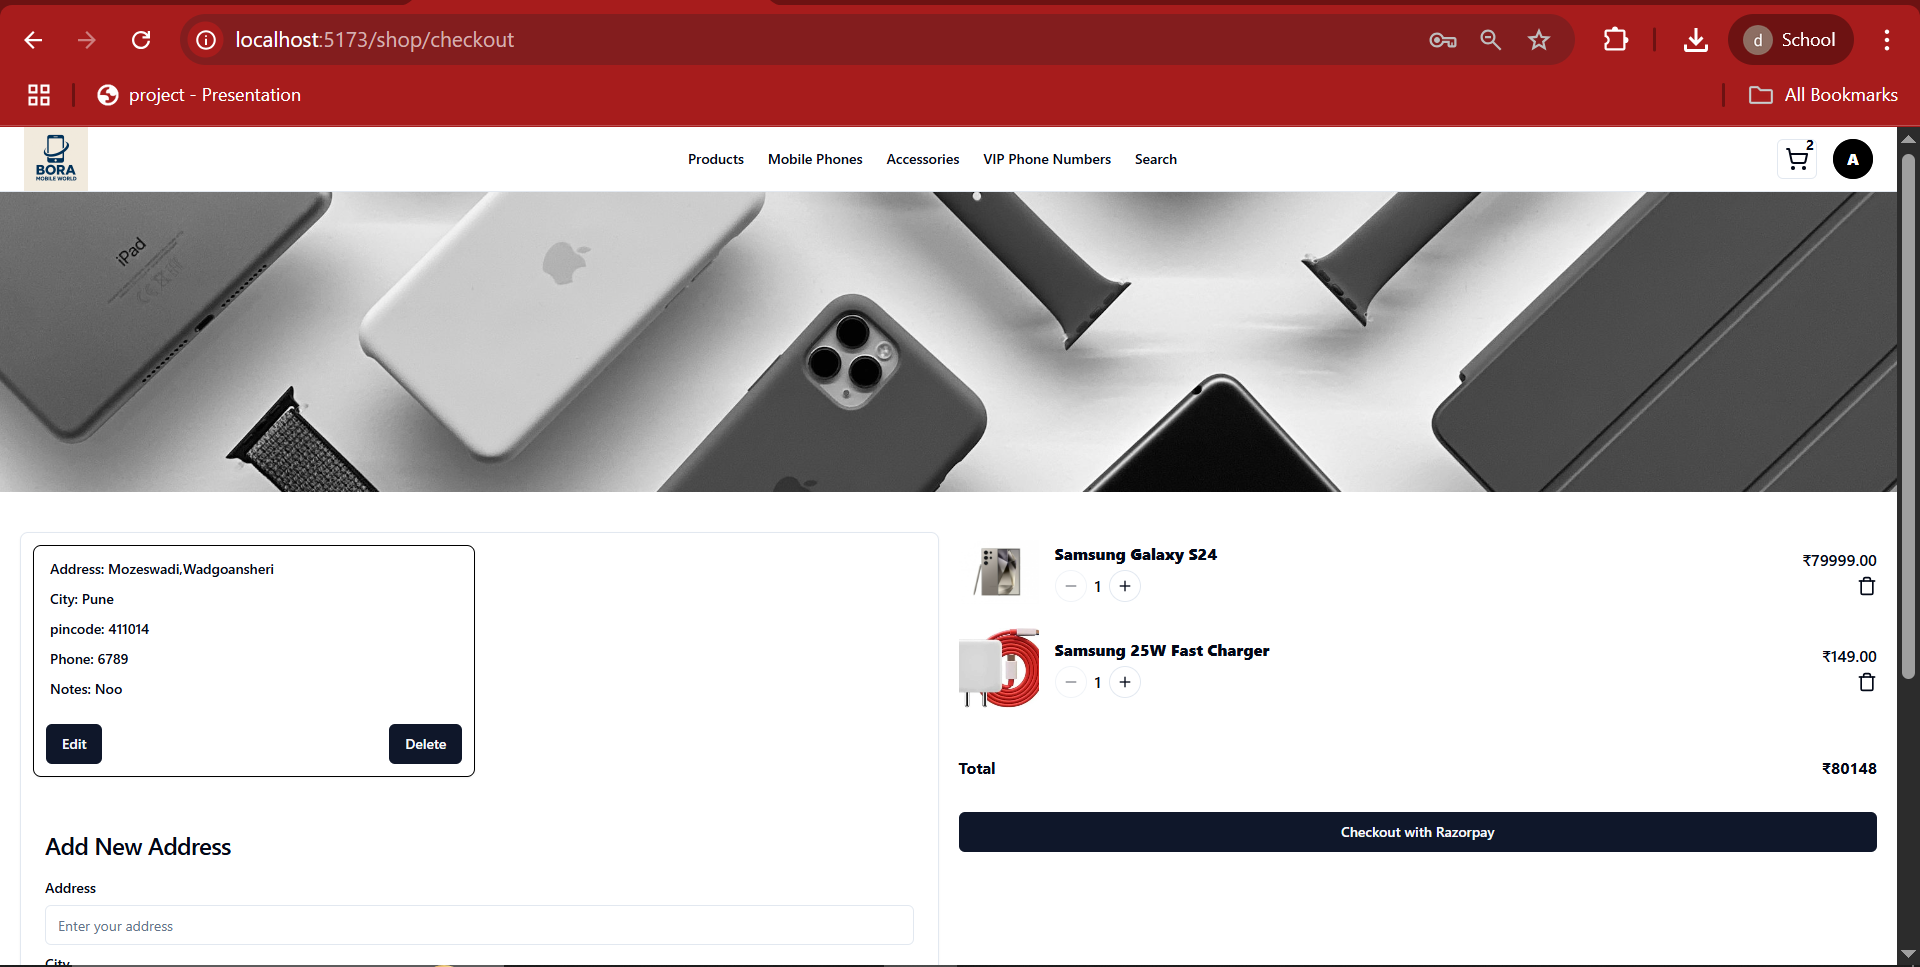 localhost:5173/shop/checkout
d School
project - Presentation
All Bookmarks
BORA
MOBILE WORLD
Products Mobile Phones Accessories VIP Phone Numbers Search
2
A
iPad
Address: Mozeswadi,Wadgoansheri
City: Pune
pincode: 411014
Phone: 6789
Notes: Noo
Edit Delete
Add New Address
Address
Enter your address
City
Samsung Galaxy S24
₹79999.00
1
Samsung 25W Fast Charger
₹149.00
1
Total ₹80148
Checkout with Razorpay